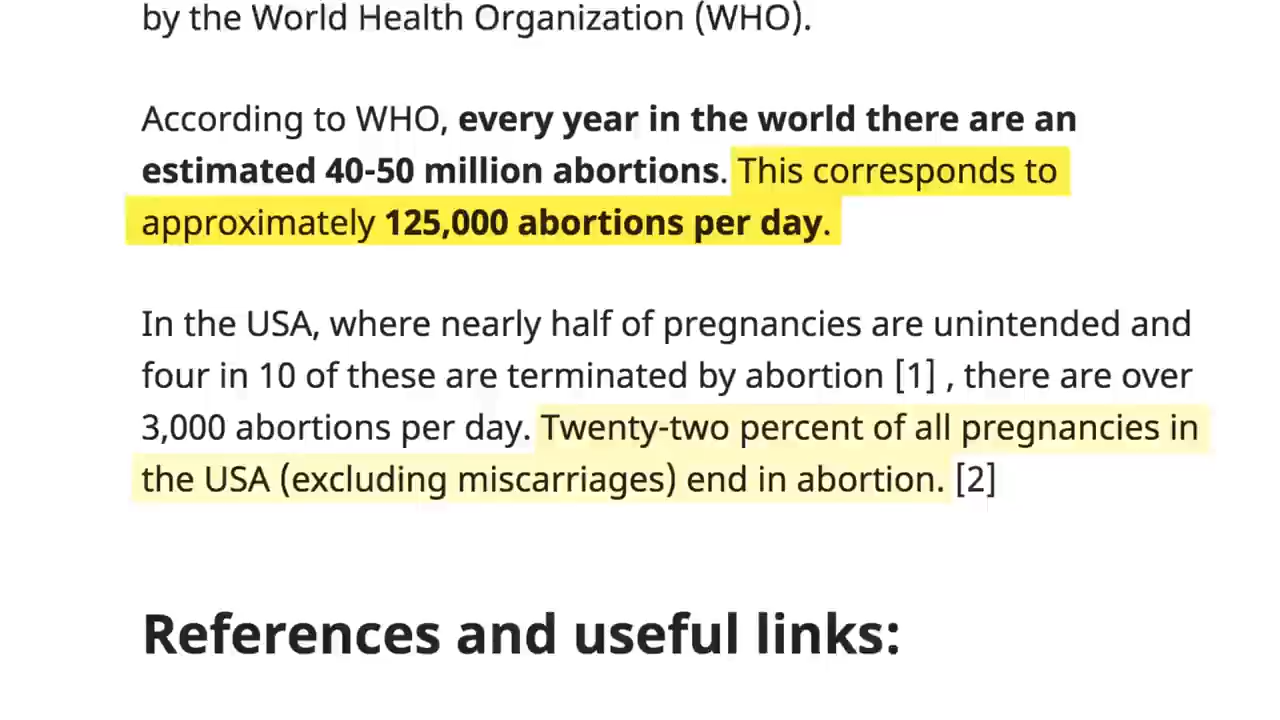 by the World Health Organization (WHO).
According to WHO, every year in the world there are an
estimated 40-50 million abortions. This corresponds to
approximately 125,000 abortions per day.
In the USA, where nearly half of pregnancies are unintended and
four in 10 of these are terminated by abortion [1] , there are over
3,000 abortions per day. Twenty-two percent of all pregnancies in
the USA (excluding miscarriages) end in abortion. [2]
References and useful links: